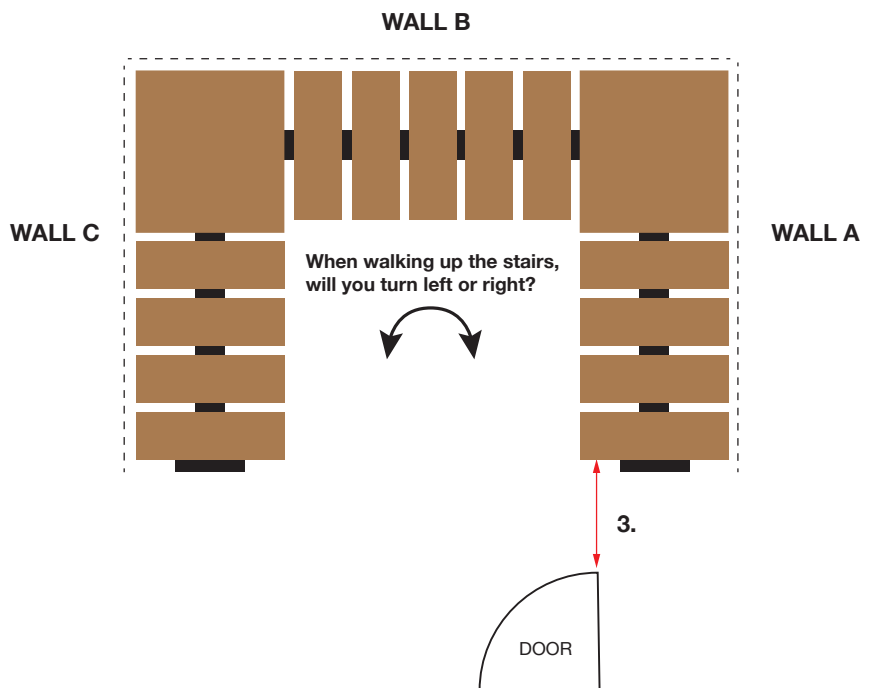 WALL B
WALL C
WALL A
When walking up the stairs,
will you turn left or right?
3.
DOOR